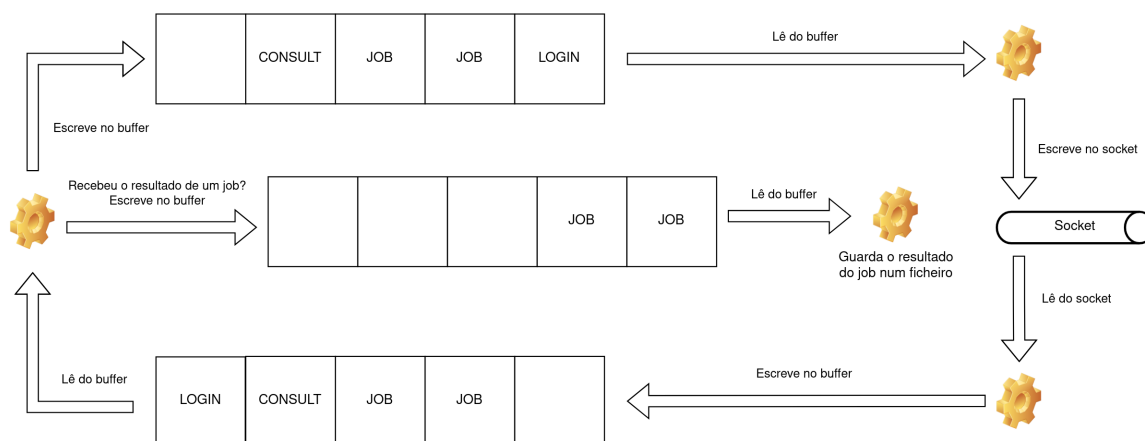 CONSULT
JOB
JOB
LOGIN
Lê do buffer
Escreve no buffer
Escreve no socket
Recebeu o resultado de um job?
Escreve no buffer
JOB
JOB
Lê do buffer
Guarda o resultado
do job num ficheiro
Socket
Lê do socket
Lê do buffer
LOGIN
CONSULT
JOB
JOB
Escreve no buffer